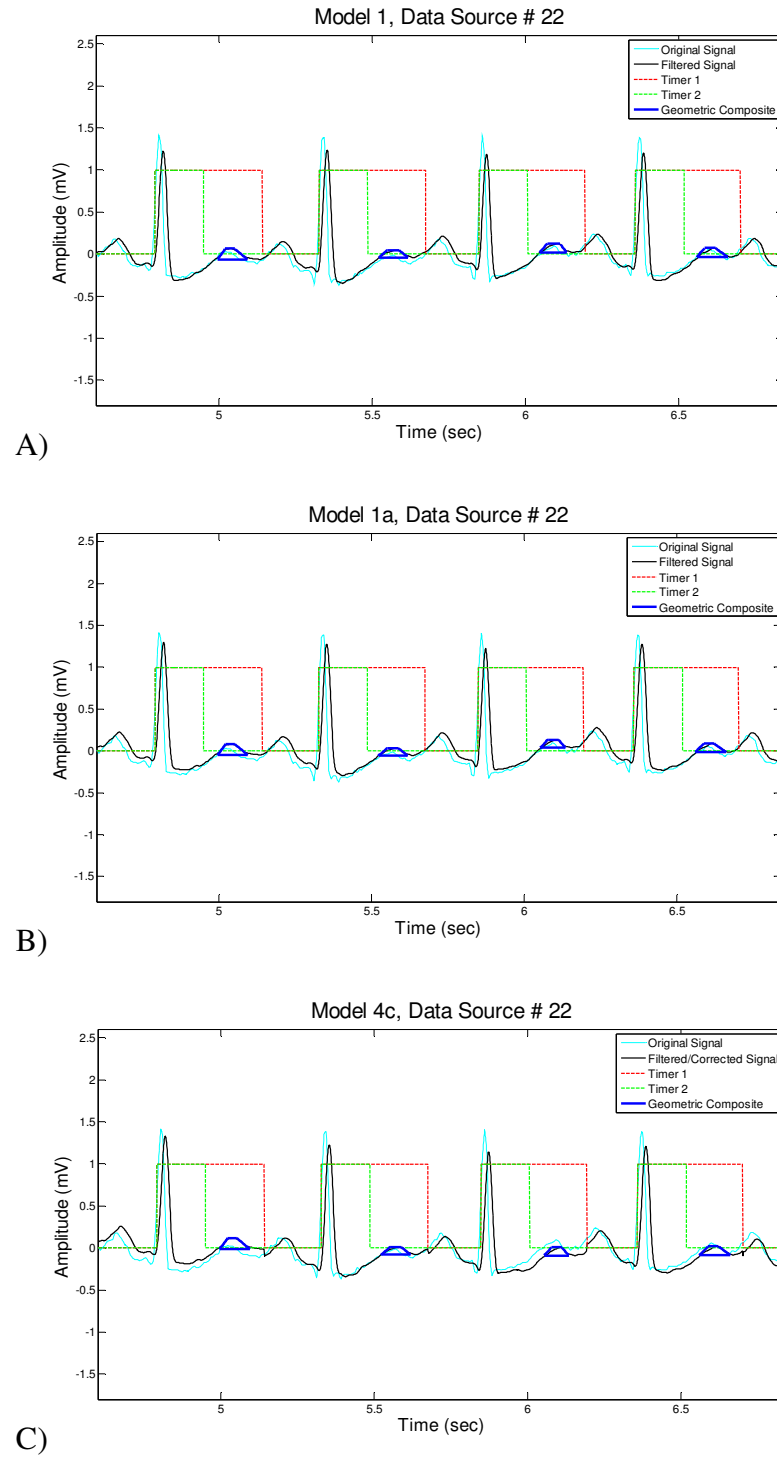 Model 1, Data Source # 22
Original Signal
Filtered Signal
Timer 1
Timer 2
Geometric Composite
2.5
2
1.5
1
0.5
0
-0.5
-1
-1.5
Amplitude (mV)
5
5.5
6
6.5
Time (sec)
A)
Model 1a, Data Source # 22
Original Signal
Filtered Signal
Timer 1
Timer 2
Geometric Composite
2.5
2
1.5
1
0.5
0
-0.5
-1
-1.5
Amplitude (mV)
5
5.5
6
6.5
Time (sec)
B)
Model 4c, Data Source # 22
Original Signal
Filtered/Corrected Signal
Timer 1
Timer 2
Geometric Composite
2.5
2
1.5
1
0.5
0
-0.5
-1
-1.5
Amplitude (mV)
5
5.5
6
6.5
Time (sec)
C)